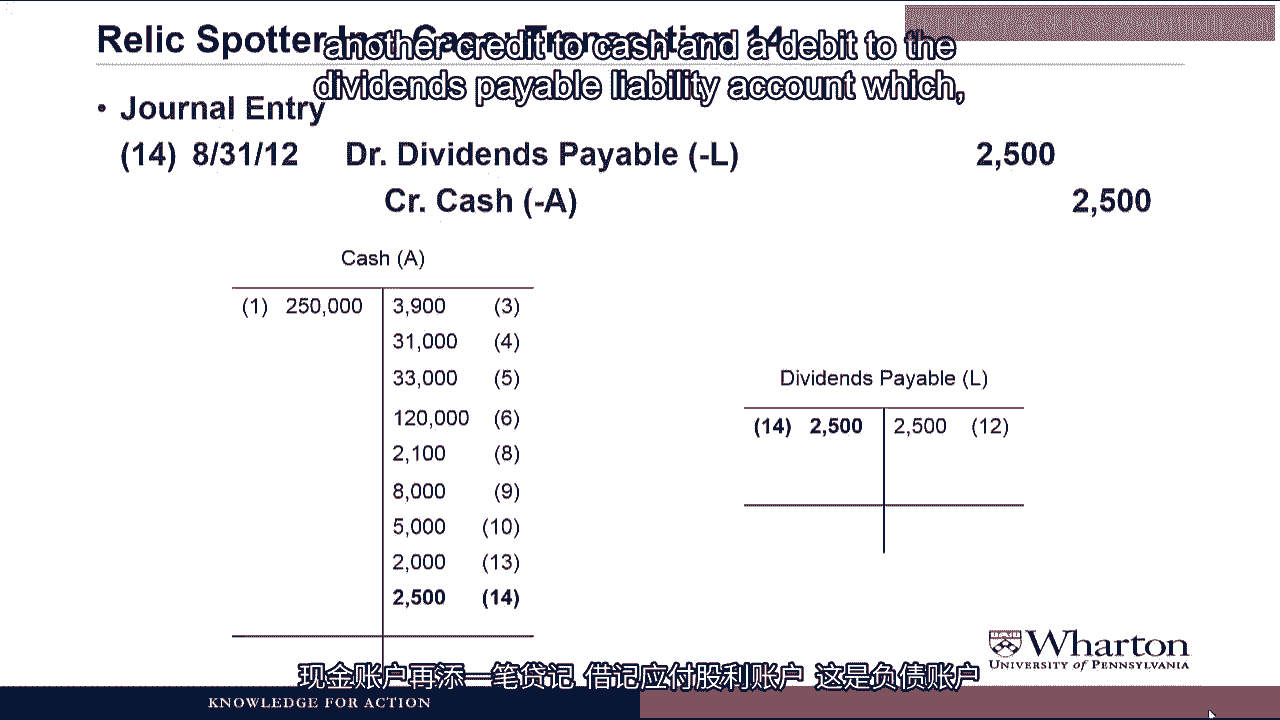 Relic Spotter Inc. Case: Transaction 14
another credit to cash and a debit to the
dividends payable liability account which,
• Journal Entry
(14) 8/31/12 Dr. Dividends Payable (-L) 2,500
Cr. Cash (-A) 2,500
Cash (A)
(1) 250,000 3,900 (3)
31,000 (4)
33,000 (5)
120,000 (6)
2,100 (8)
8,000 (9)
5,000 (10)
2,000 (13)
2,500 (14)
Dividends Payable (L)
(14) 2,500 2,500 (12)
Wharton
UNIVERSITY of PENNSYLVANIA
现金账户再添一笔贷记 借记应付股利账户 这是负债账户
KNOWLEDGE FOR ACTION